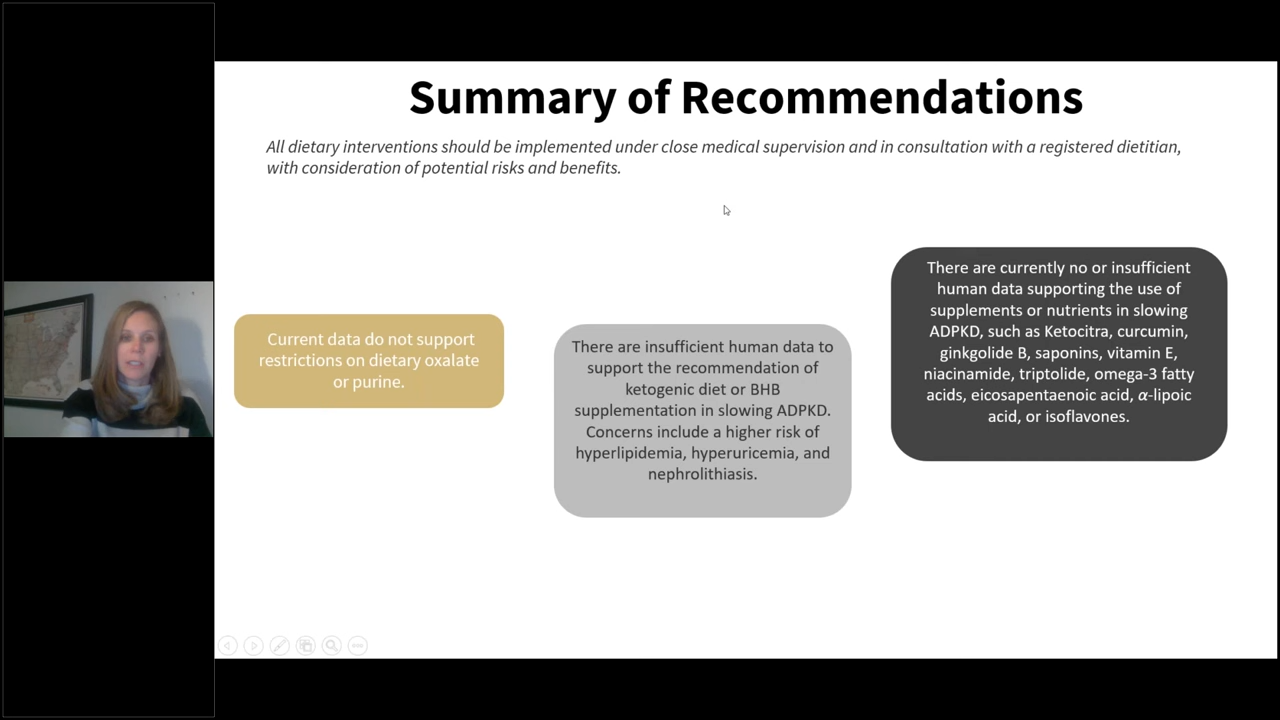 Summary of Recommendations
All dietary interventions should be implemented under close medical supervision and in consultation with a registered dietitian,
with consideration of potential risks and benefits.
Current data do not support
restrictions on dietary oxalate
or purine.
There are insufficient human data to
support the recommendation of
ketogenic diet or BHB
supplementation in slowing ADPKD.
Concerns include a higher risk of
hyperlipidemia, hyperuricemia, and
nephrolithiasis.
There are currently no or insufficient
human data supporting the use of
supplements or nutrients in slowing
ADPKD, such as Ketocitra, curcumin,
ginkgolide B, saponins, vitamin E,
niacinamide, triptolide, omega-3 fatty
acids, eicosapentaenoic acid, α-lipoic
acid, or isoflavones.